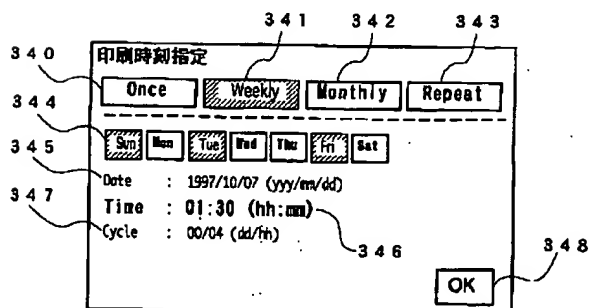 341
342
343
340
印刷時刻指定
Once Weekly Monthly Repeat
344
Sun Mon Tue Wed Thu Fri Sat
345
Date : 1997/10/07 (yyy/mm/dd)
347
Time : 01:30 (hh:mm)
346
Cycle : 00/04 (dd/hh)
348
OK